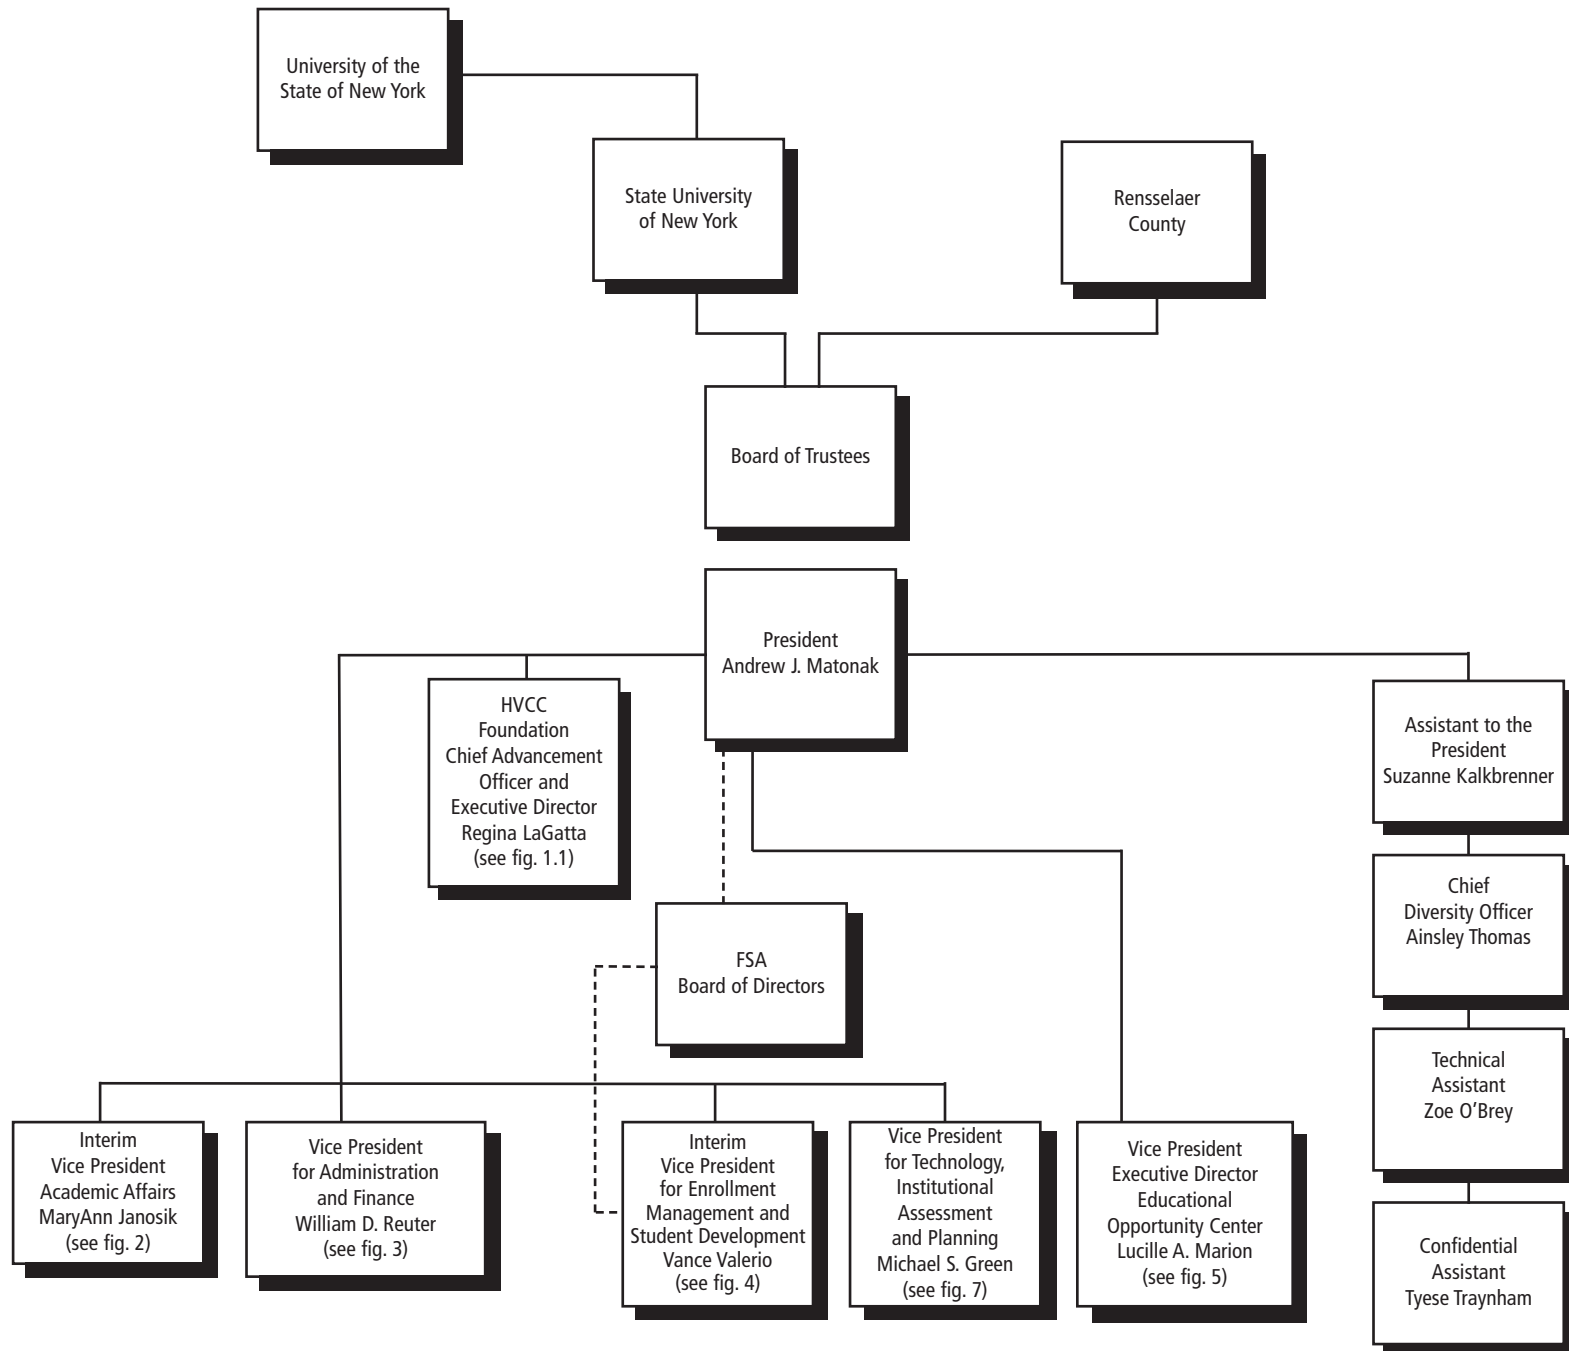 University of the
State of New York
State University
of New York
Rensselaer
County
Board of Trustees
President
Andrew J. Matonak
HVCC
Foundation
Chief Advancement
Officer and
Executive Director
Regina LaGatta
(see fig. 1.1)
Assistant to the
President
Suzanne Kalkbrenner
Chief
Diversity Officer
Ainsley Thomas
FSA
Board of Directors
Technical
Assistant
Zoe O'Brey
Interim
Vice President
Academic Affairs
MaryAnn Janosik
(see fig. 2)
Vice President
for Administration
and Finance
William D. Reuter
(see fig. 3)
Interim
Vice President
for Enrollment
Management and
Student Development
Vance Valerio
(see fig. 4)
Vice President
for Technology,
Institutional
Assessment
and Planning
Michael S. Green
(see fig. 7)
Vice President
Executive Director
Educational
Opportunity Center
Lucille A. Marion
(see fig. 5)
Confidential
Assistant
Tyese Traynham